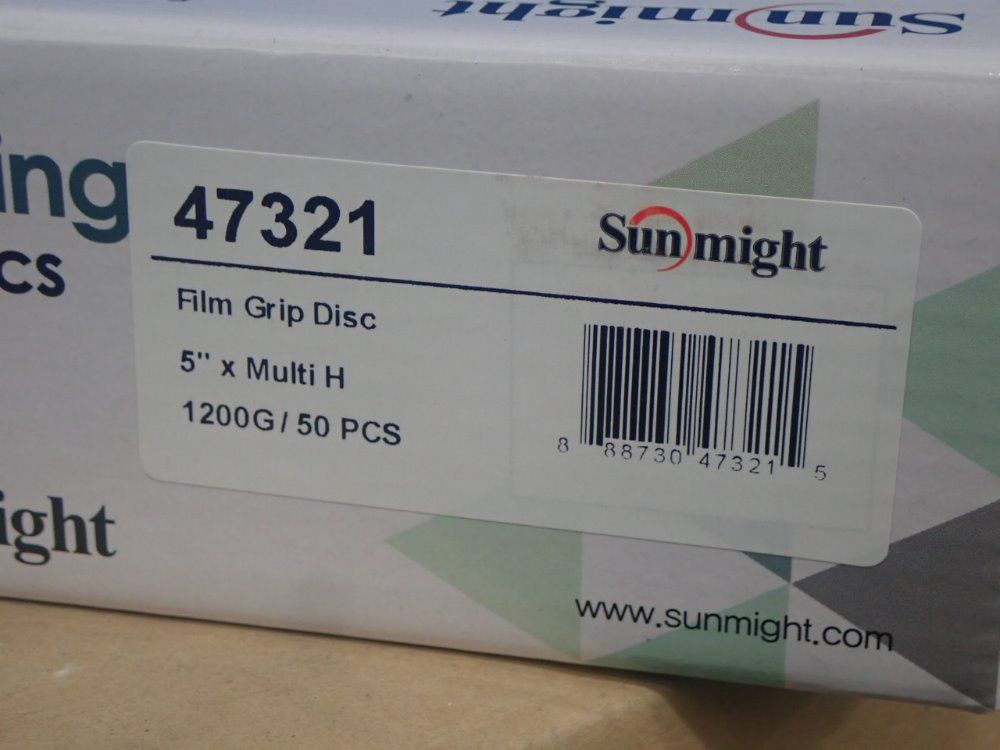 Sunmight
ing
cs
47321
Sunmight
Film Grip Disc
5" x Multi H
1200G / 50 PCS
8 88730 47321 5
ight
www.sunmight.com